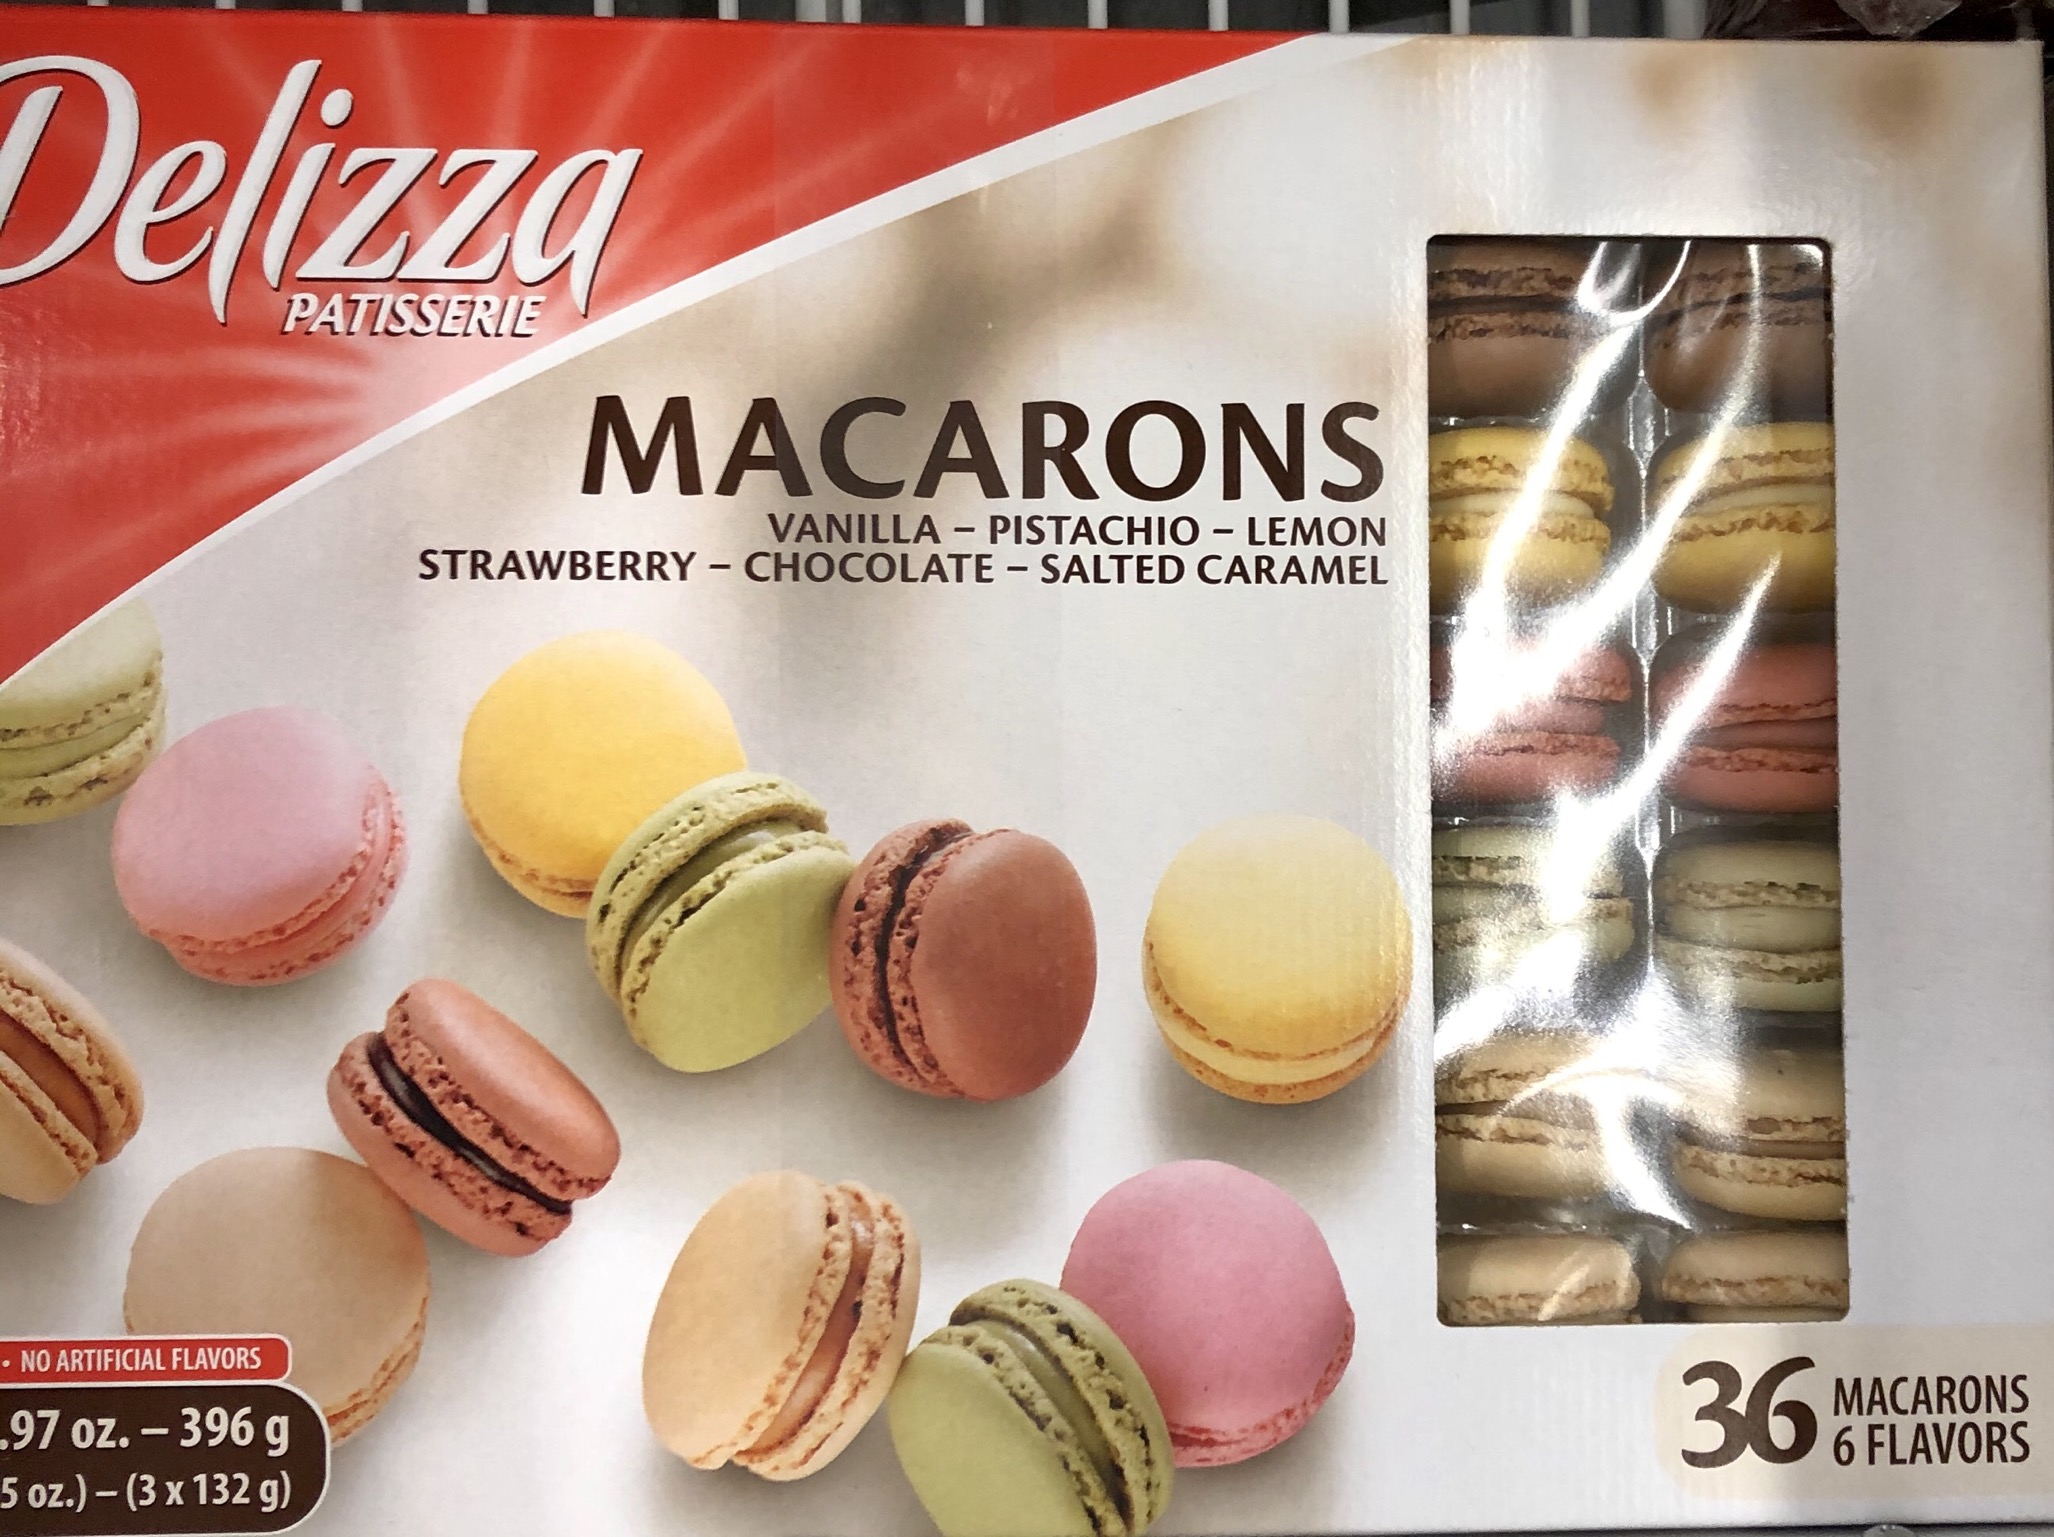 Delizza
PATISSERIE
MACARONS
VANILLA – PISTACHIO – LEMON
STRAWBERRY – CHOCOLATE – SALTED CARAMEL
• NO ARTIFICIAL FLAVORS
.97 oz. – 396 g
5 oz.) – (3 x 132 g)
36 MACARONS
6 FLAVORS